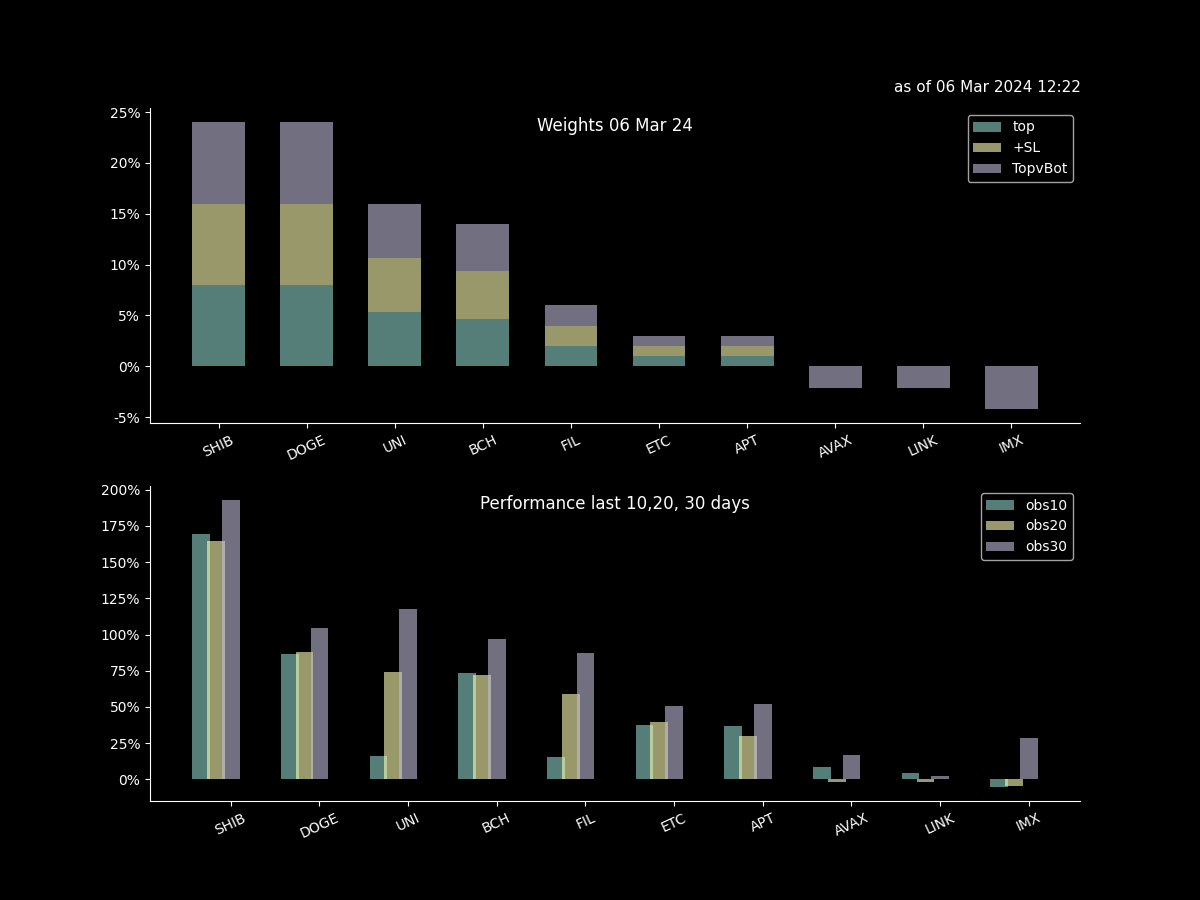 as of 06 Mar 2024 12:22
Weights 06 Mar 24
top
+SL
TopvBot
25%
20%
15%
10%
5%
0%
-5%
SHIB DOGE UNI BCH FIL ETC APT AVAX LINK IMX
Performance last 10,20, 30 days
obs10
obs20
obs30
200%
175%
150%
125%
100%
75%
50%
25%
0%
SHIB DOGE UNI BCH FIL ETC APT AVAX LINK IMX